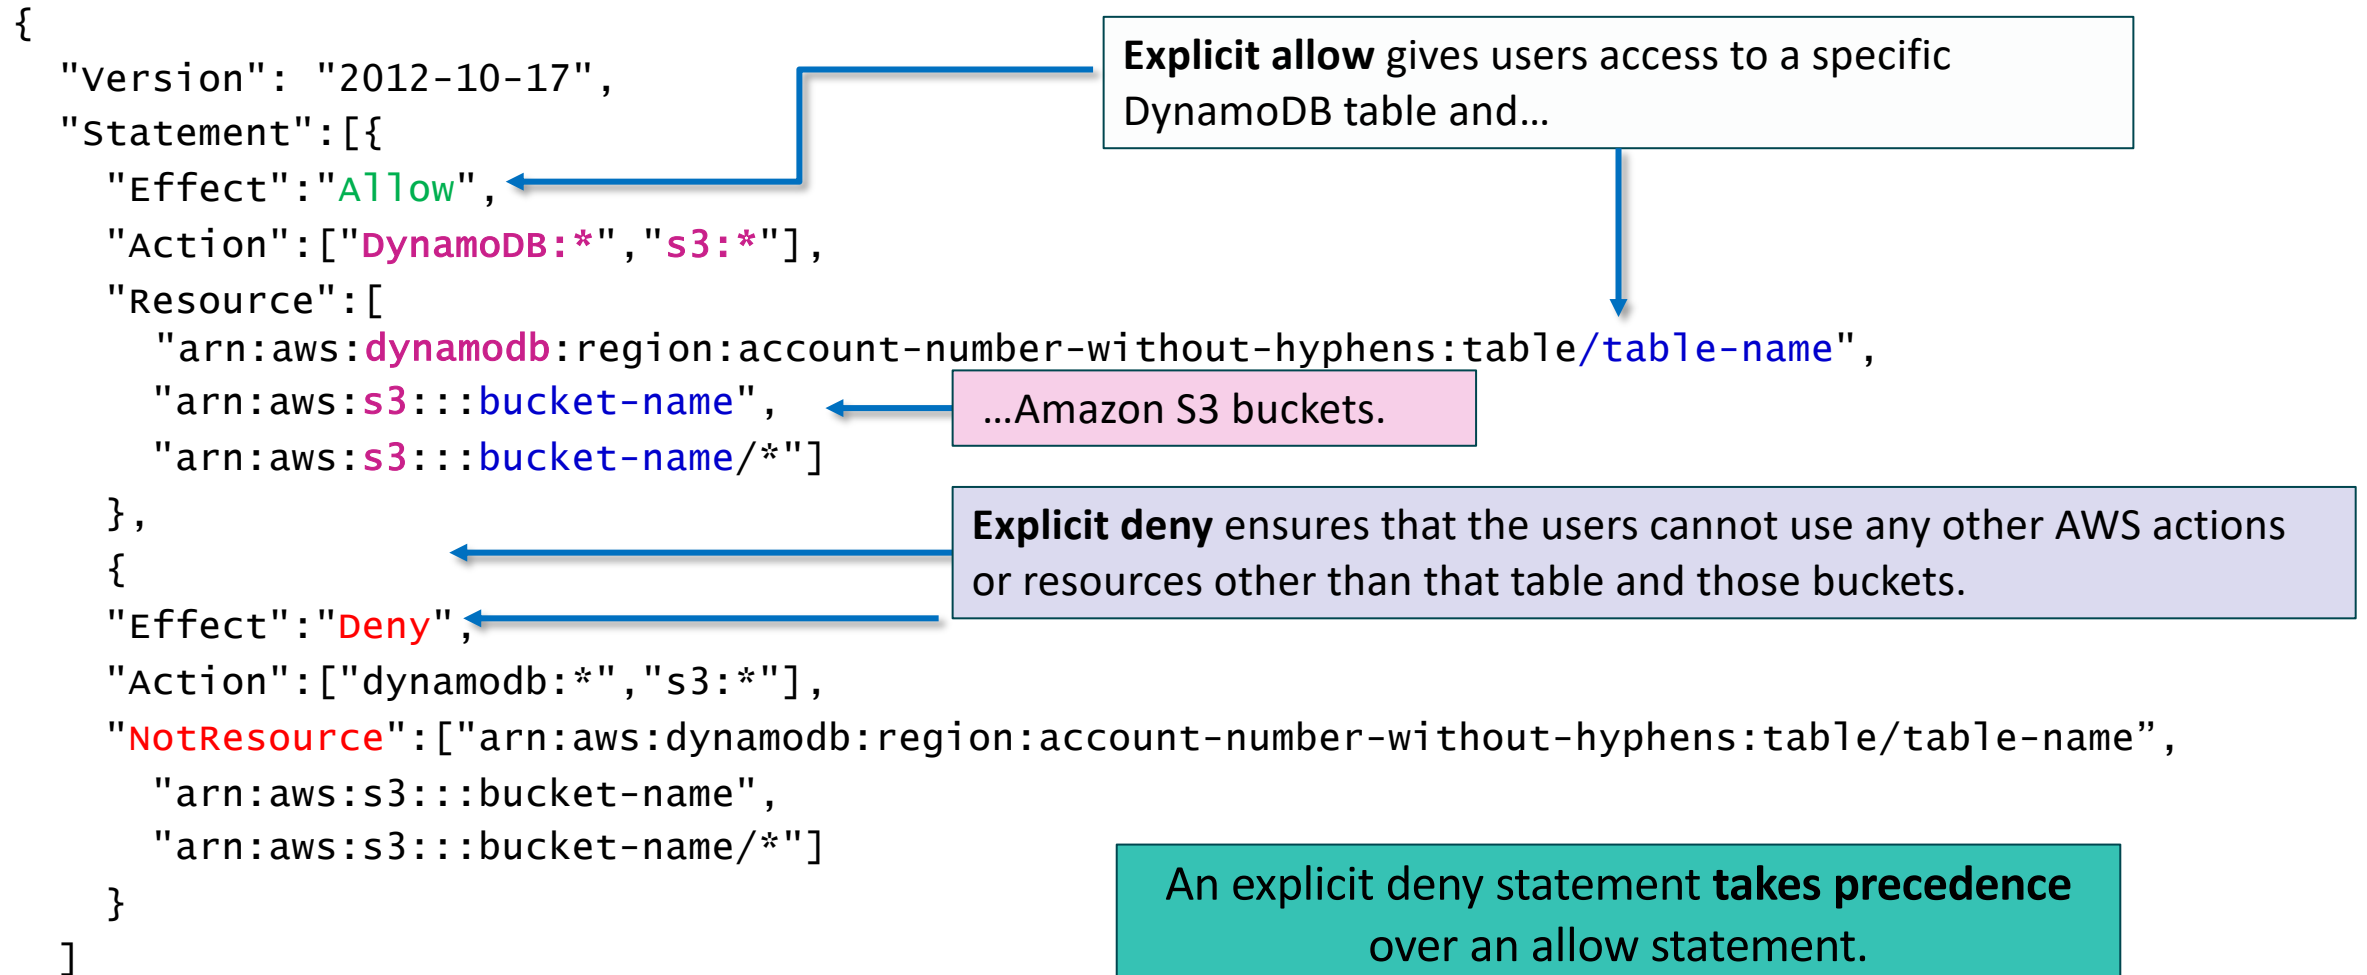 {
"Version": "2012-10-17",
"Statement":[{
"Effect":"Allow",
"Action":["DynamoDB:*","s3:*"],
"Resource":[
"arn:aws:dynamodb:region:account-number-without-hyphens:table/table-name",
"arn:aws:s3:::bucket-name",
"arn:aws:s3:::bucket-name/*"]
},
{
"Effect":"Deny",
"Action":["dynamodb:*","s3:*"],
"NotResource":["arn:aws:dynamodb:region:account-number-without-hyphens:table/table-name”,
"arn:aws:s3:::bucket-name",
"arn:aws:s3:::bucket-name/*"]
}
]
Explicit allow gives users access to a specific
DynamoDB table and…
…Amazon S3 buckets.
Explicit deny ensures that the users cannot use any other AWS actions
or resources other than that table and those buckets.
An explicit deny statement takes precedence
over an allow statement.